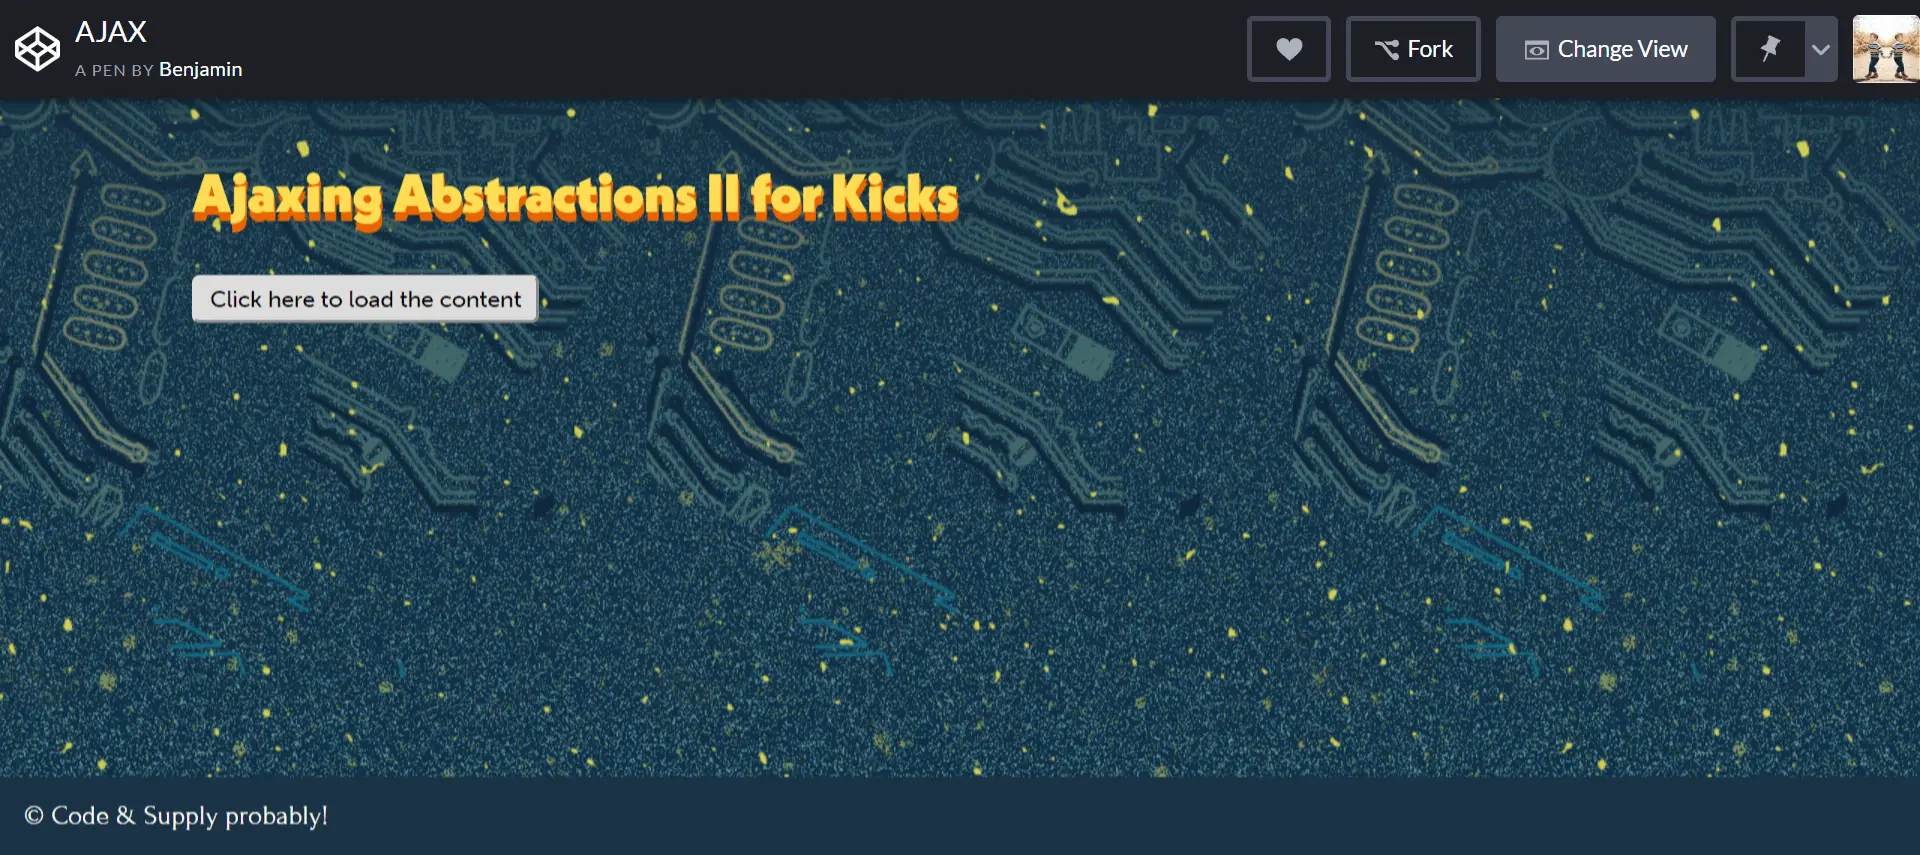 AJAX
A PEN BY Benjamin
Fork
Change View
Ajaxing Abstractions II for Kicks
Click here to load the content
© Code & Supply probably!